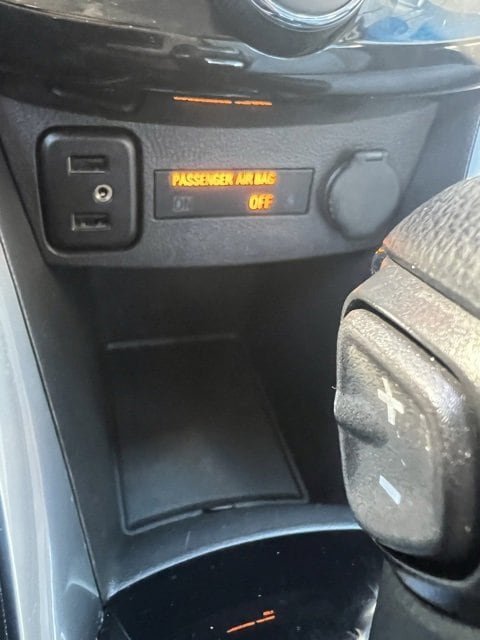 PASSENGER AIR BAG
ON OFF
+
-